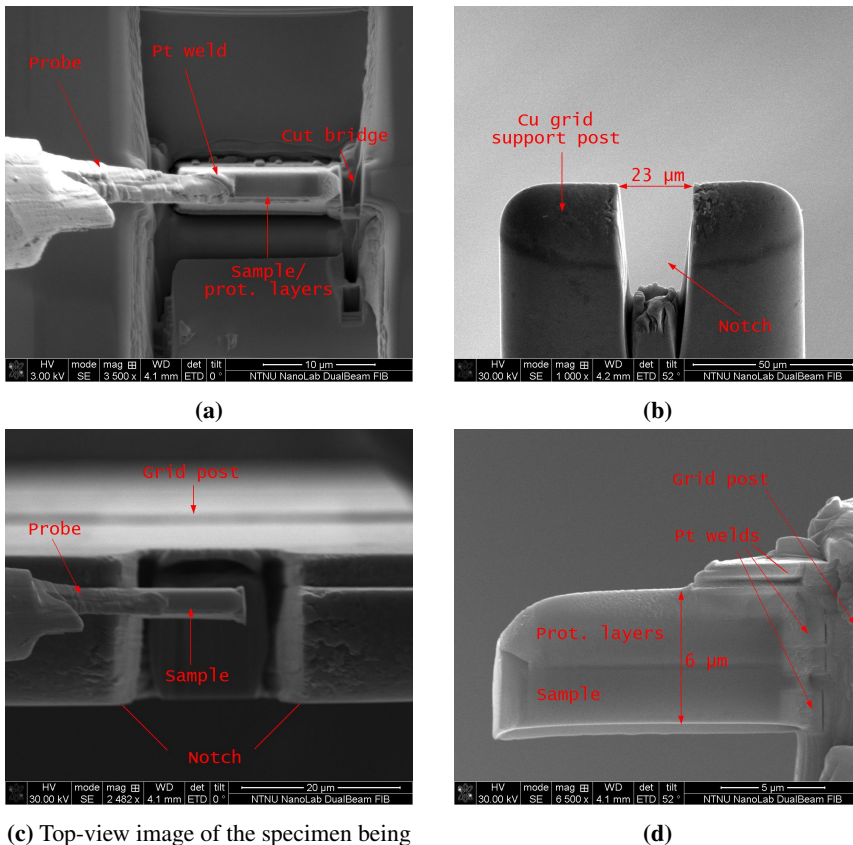 Pt weld
Probe
Cut bridge
Sample/
prot. layers
HV mode mag ⊞ WD det tilt 10 µm
3.00 kV SE 3 500 x 4.1 mm ETD 0 ° NTNU NanoLab DualBeam FIB
(a)
Cu grid
support post
23 µm
Notch
HV mode mag ⊞ WD det tilt 50 µm
30.00 kV SE 1 000 x 4.2 mm ETD 52 ° NTNU NanoLab DualBeam FIB
(b)
Grid post
Probe
Sample
Notch
HV mode mag ⊞ WD det tilt 20 µm
30.00 kV SE 2 482 x 4.1 mm ETD 0 ° NTNU NanoLab DualBeam FIB
(c) Top-view image of the specimen being
Grid post
Pt welds
Prot. layers
6 µm
Sample
HV mode mag ⊞ WD det tilt 5 µm
30.00 kV SE 6 500 x 4.1 mm ETD 52 ° NTNU NanoLab DualBeam FIB
(d)